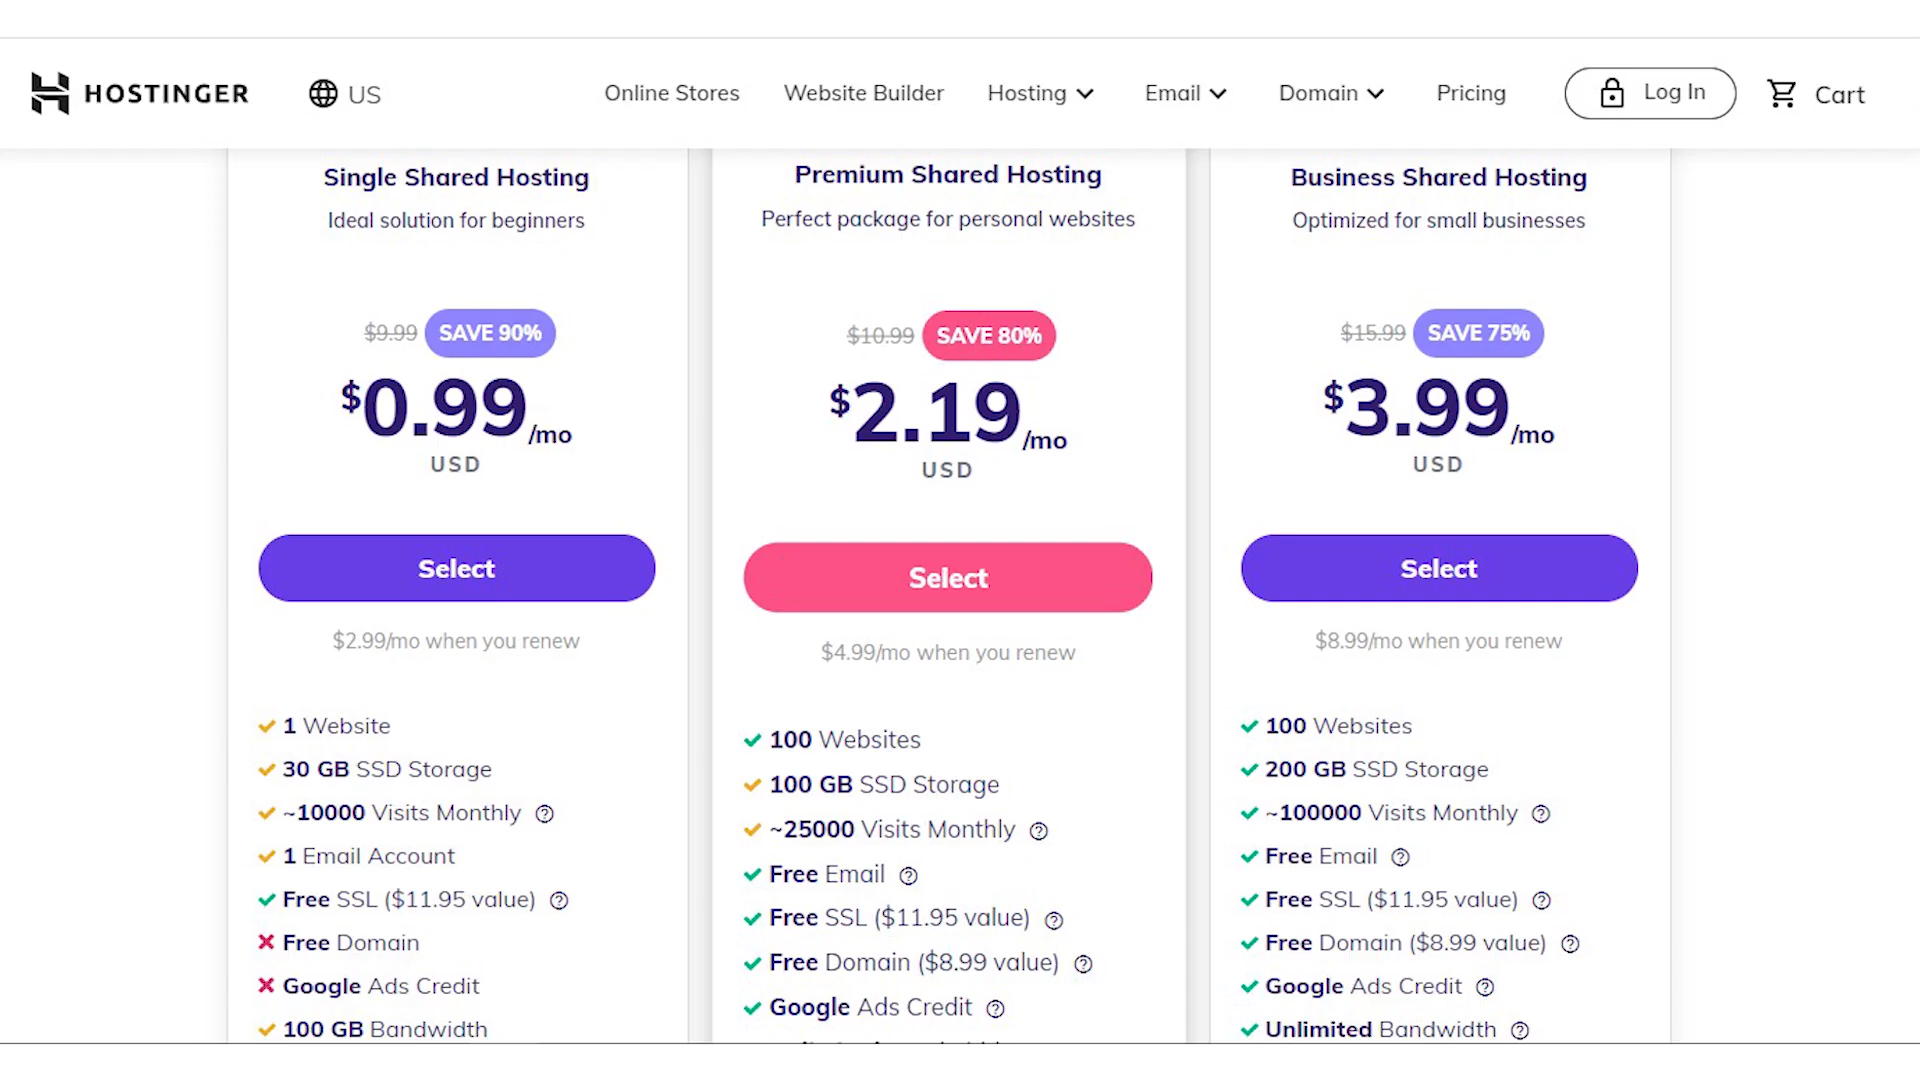 HOSTINGER
US
Online Stores
Website Builder
Hosting
Email
Domain
Pricing
Log In
Cart
Single Shared Hosting
Ideal solution for beginners
$9.99 SAVE 90%
$0.99/mo
USD
Select
$2.99/mo when you renew
1 Website
30 GB SSD Storage
~10000 Visits Monthly
1 Email Account
Free SSL ($11.95 value)
Free Domain
Google Ads Credit
100 GB Bandwidth
Premium Shared Hosting
Perfect package for personal websites
$10.99 SAVE 80%
$2.19/mo
USD
Select
$4.99/mo when you renew
100 Websites
100 GB SSD Storage
~25000 Visits Monthly
Free Email
Free SSL ($11.95 value)
Free Domain ($8.99 value)
Google Ads Credit
Business Shared Hosting
Optimized for small businesses
$15.99 SAVE 75%
$3.99/mo
USD
Select
$8.99/mo when you renew
100 Websites
200 GB SSD Storage
~100000 Visits Monthly
Free Email
Free SSL ($11.95 value)
Free Domain ($8.99 value)
Google Ads Credit
Unlimited Bandwidth